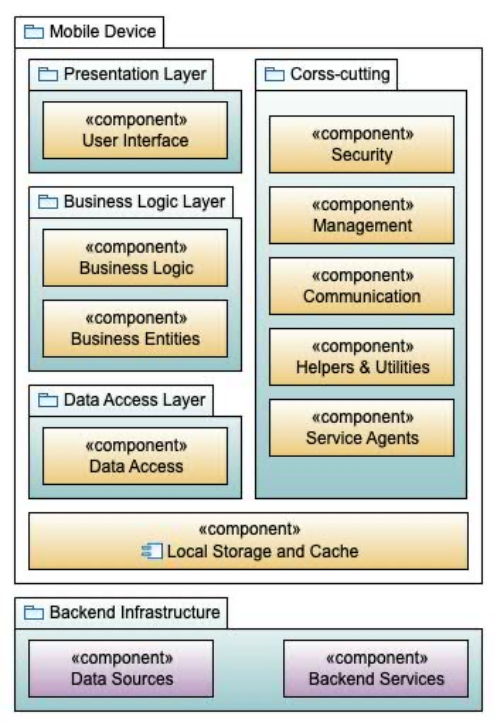 Mobile Device
Presentation Layer
«component»
User Interface
Business Logic Layer
«component»
Business Logic
«component»
Business Entities
Data Access Layer
«component»
Data Access
Corss-cutting
«component»
Security
«component»
Management
«component»
Communication
«component»
Helpers & Utilities
«component»
Service Agents
«component»
Local Storage and Cache
Backend Infrastructure
«component»
Data Sources
«component»
Backend Services